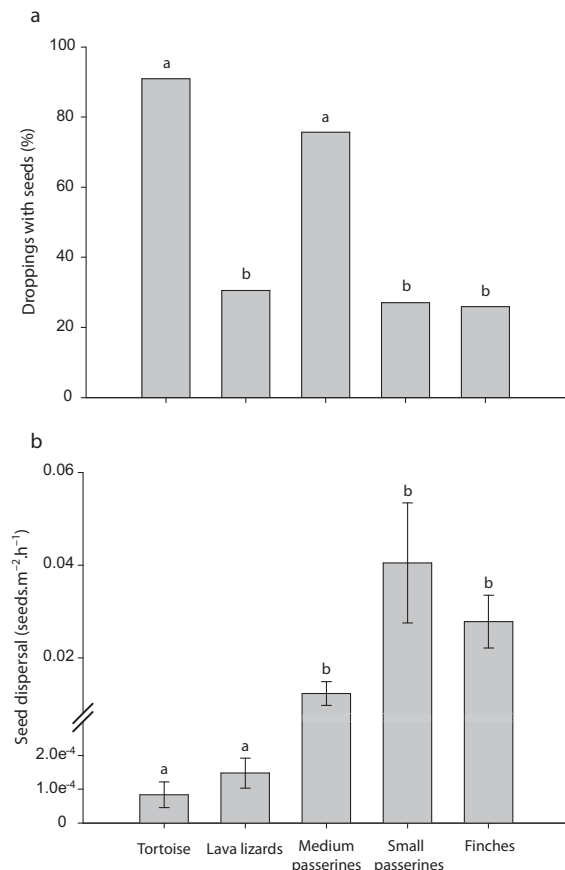 a
100
80
60
40
20
0
Droppings with seeds (%)
a
b
a
b
b
b
0.06
0.04
0.02
2.0e⁻⁴
1.0e⁻⁴
0
Seed dispersal (seeds.m⁻².h⁻¹)
a
a
b
b
b
Tortoise
Lava lizards
Medium
passerines
Small
passerines
Finches